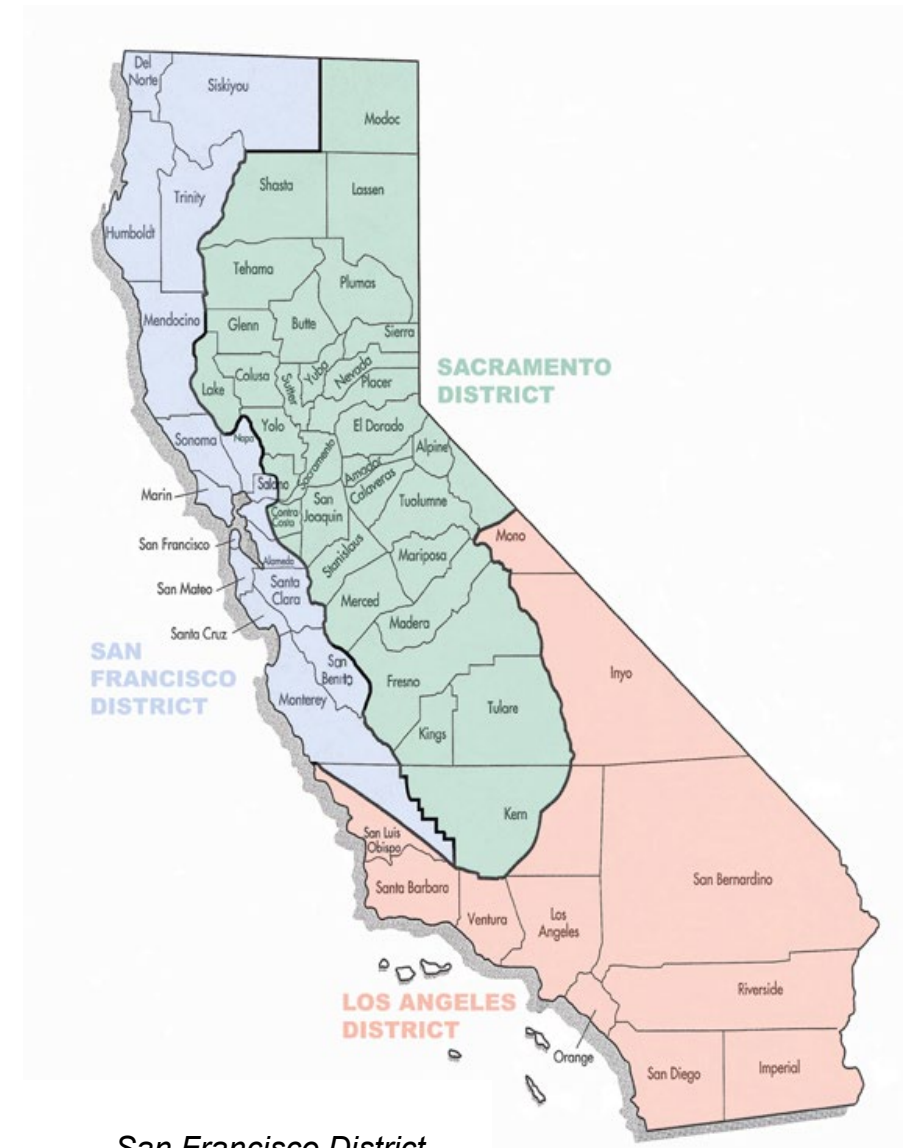 Del
Norte
Siskiyou
Modoc
Shasta
Lassen
Trinity
Humboldt
Tehama
Plumas
Mendocino
Glenn
Butte
Sierra
Yuba
Nevada
Placer
Lake
Colusa
Sutter
SACRAMENTO
DISTRICT
Sonoma
Napa
Yolo
El Dorado
Sacramento
Alpine
Amador
Calaveras
Solano
Marin
Contra
Costa
San
Joaquin
Tuolumne
San Francisco
Stanislaus
Mono
Mariposa
Alameda
San Mateo
Santa
Clara
Merced
Madera
Santa Cruz
SAN
FRANCISCO
DISTRICT
San
Benito
Monterey
Fresno
Inyo
Tulare
Kings
Kern
San Luis
Obispo
Santa Barbara
San Bernardino
Ventura
Los
Angeles
LOS ANGELES
DISTRICT
Riverside
Orange
San Diego
Imperial
San Francisco District